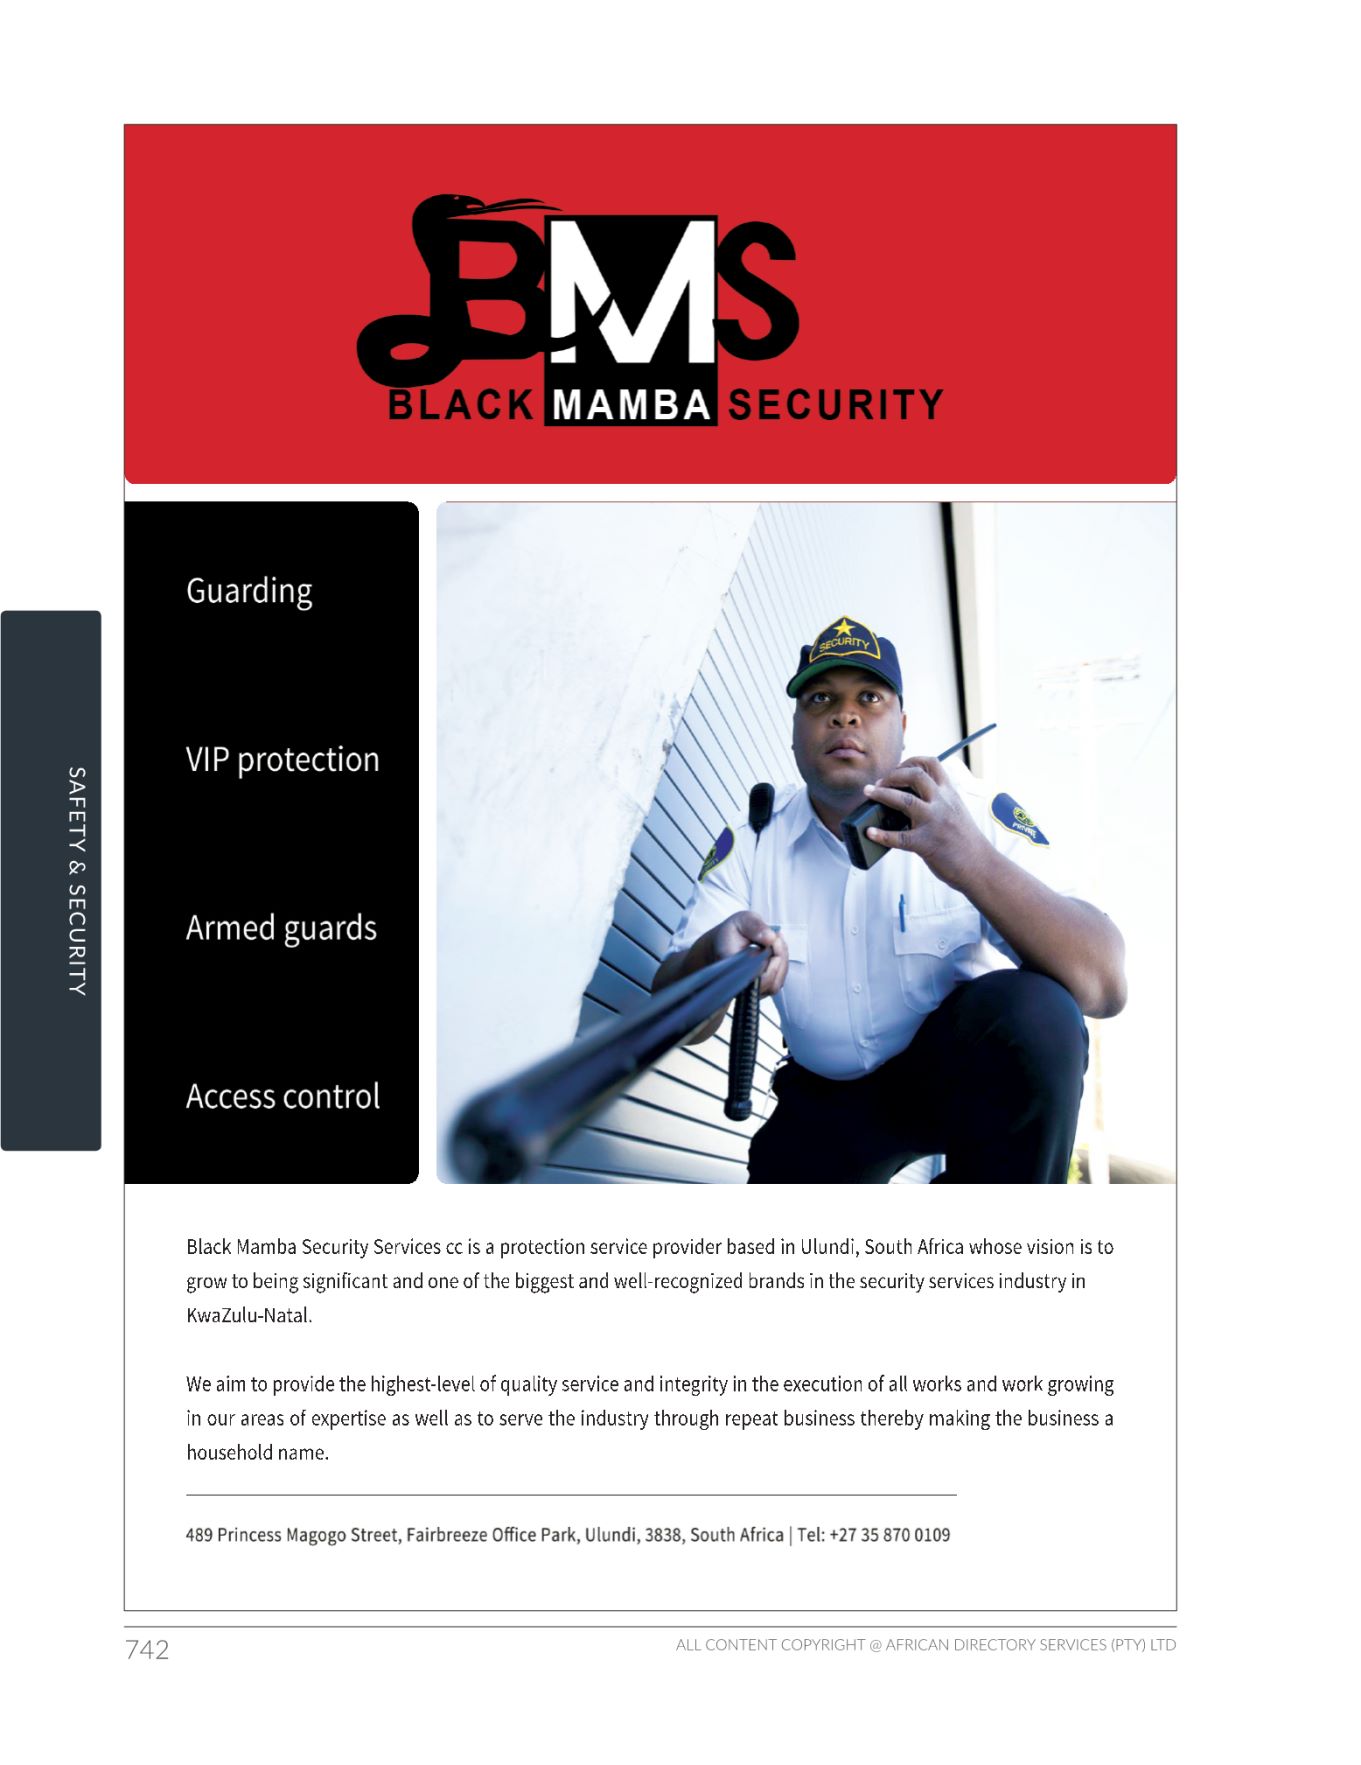 BMS
BLACK MAMBA SECURITY
Guarding
VIP protection
Armed guards
Access control
SECURITY
PRIVATE
SAFETY & SECURITY
Black Mamba Security Services cc is a protection service provider based in Ulundi, South Africa whose vision is to
grow to being significant and one of the biggest and well-recognized brands in the security services industry in
KwaZulu-Natal.
We aim to provide the highest-level of quality service and integrity in the execution of all works and work growing
in our areas of expertise as well as to serve the industry through repeat business thereby making the business a
household name.
489 Princess Magogo Street, Fairbreeze Office Park, Ulundi, 3838, South Africa | Tel: +27 35 870 0109
742
ALL CONTENT COPYRIGHT @ AFRICAN DIRECTORY SERVICES (PTY) LTD